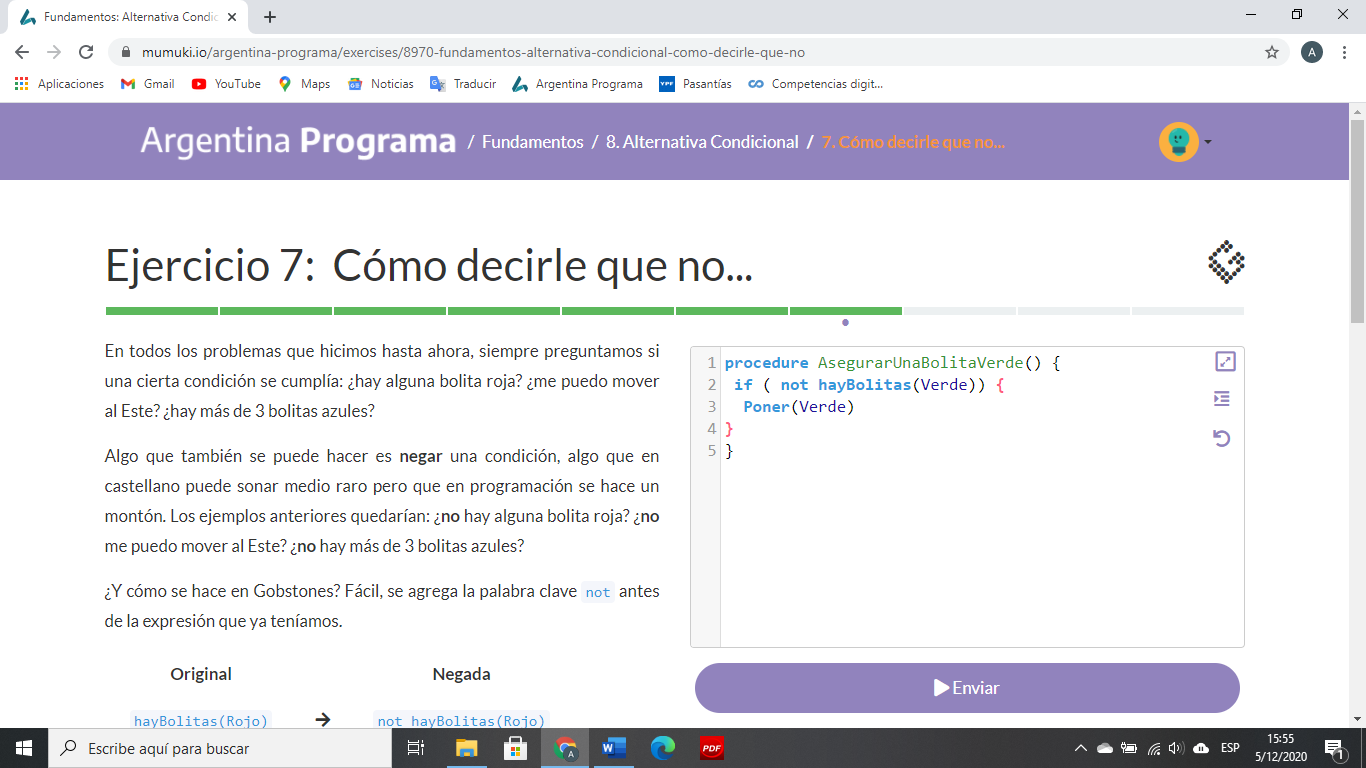 Fundamentos: Alternativa Condic
mumuki.io/argentina-programa/exercises/8970-fundamentos-alternativa-condicional-como-decirle-que-no
A
Aplicaciones Gmail YouTube Maps Noticias Traducir Argentina Programa YPF Pasantías Competencias digit...
Argentina Programa / Fundamentos / 8. Alternativa Condicional / 7. Cómo decirle que no...
Ejercicio 7: Cómo decirle que no...
En todos los problemas que hicimos hasta ahora, siempre preguntamos si
una cierta condición se cumplía: ¿hay alguna bolita roja? ¿me puedo mover
al Este? ¿hay más de 3 bolitas azules?
Algo que también se puede hacer es negar una condición, algo que en
castellano puede sonar medio raro pero que en programación se hace un
montón. Los ejemplos anteriores quedarían: ¿no hay alguna bolita roja? ¿no
me puedo mover al Este? ¿no hay más de 3 bolitas azules?
¿Y cómo se hace en Gobstones? Fácil, se agrega la palabra clave not antes
de la expresión que ya teníamos.
Original Negada
hayBolitas(Rojo) → not hayBolitas(Rojo)
1 procedure AsegurarUnaBolitaVerde() {
2 if ( not hayBolitas(Verde)) {
3 Poner(Verde)
4 }
5 }
Enviar
Escribe aquí para buscar
A
W
PDF
ESP
15:55
5/12/2020
1